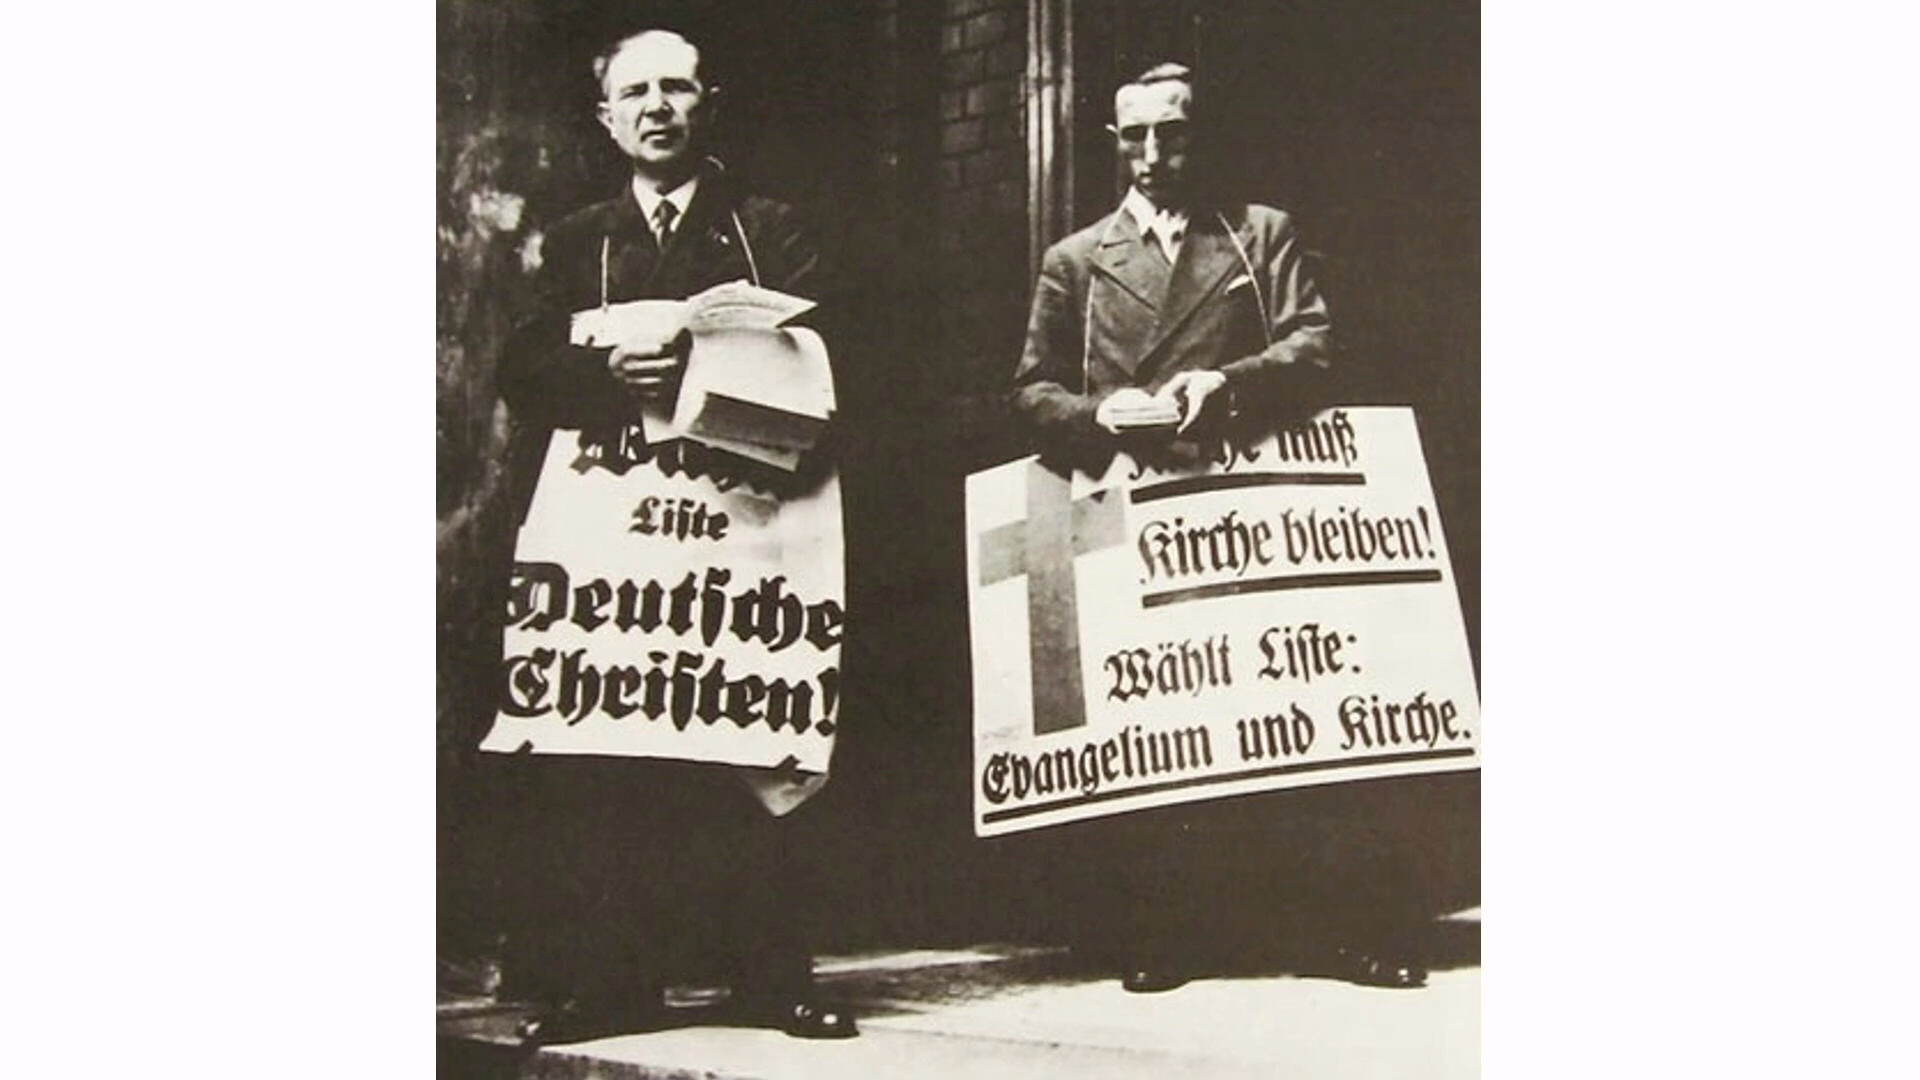 Liste
Deutsche
Christen!
muß
Kirche bleiben!
Wählt Liste:
Evangelium und Kirche.